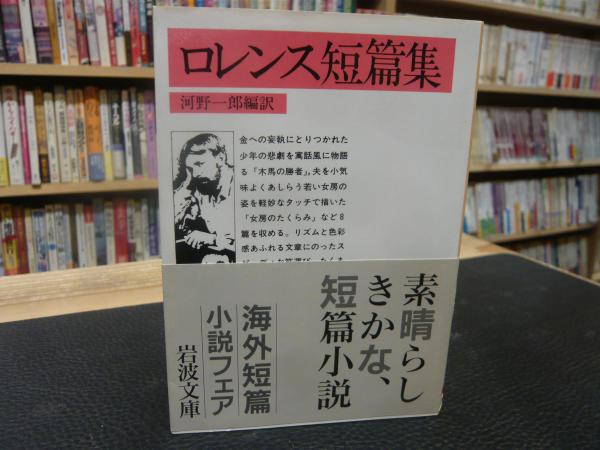 ロレンス短篇集
河野一郎編訳
金への妄執にとりつかれた
少年の悲劇を寓話風に物語
る「木馬の勝者」,夫を小気
味よくあしらう若い女房の
姿を軽妙なタッチで描いた
「女房のたくらみ」など8
篇を収める。リズムと色彩
感あふれる文章にのったス
素晴らし
きかな、
短篇小説
海外短篇
小説フェア
岩波文庫